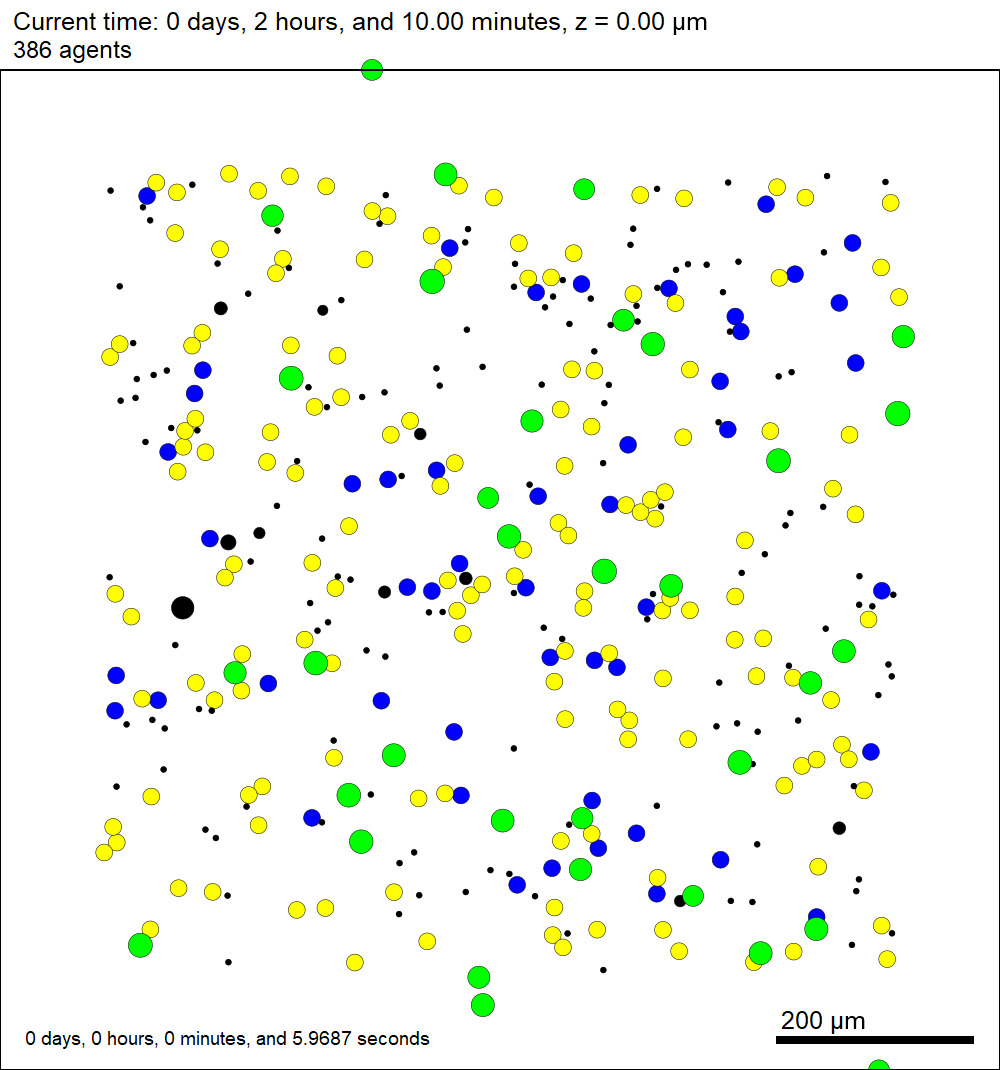 Current time: 0 days, 2 hours, and 10.00 minutes, z = 0.00 μm
386 agents
200 μm
0 days, 0 hours, 0 minutes, and 5.9687 seconds